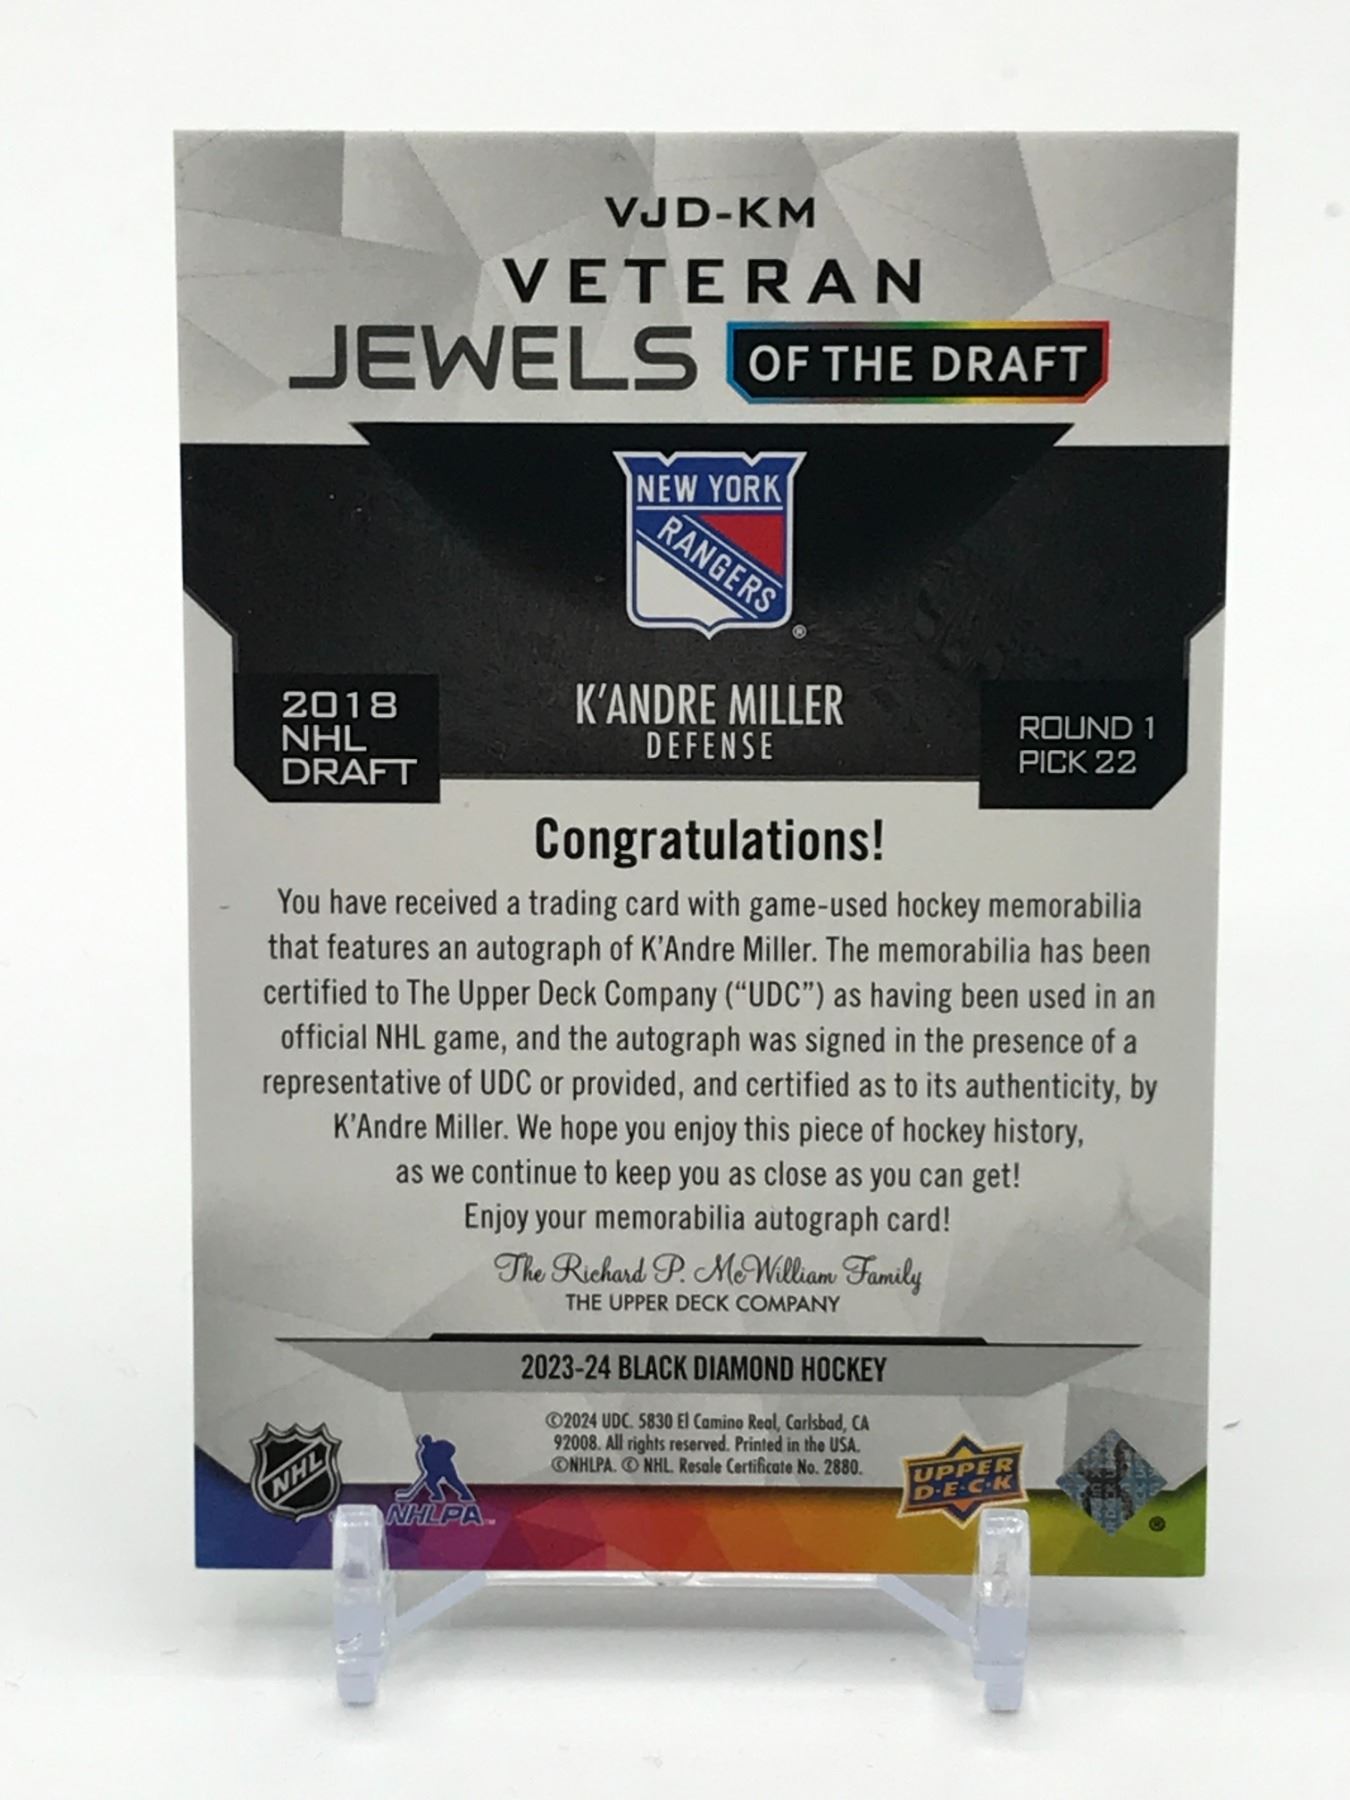 VJD-KM
VETERAN
JEWELS OF THE DRAFT
NEW YORK
RANGERS
®
2018
NHL
DRAFT
K'ANDRE MILLER
DEFENSE
ROUND 1
PICK 22
Congratulations!
You have received a trading card with game-used hockey memorabilia
that features an autograph of K'Andre Miller. The memorabilia has been
certified to The Upper Deck Company (“UDC”) as having been used in an
official NHL game, and the autograph was signed in the presence of a
representative of UDC or provided, and certified as to its authenticity, by
K'Andre Miller. We hope you enjoy this piece of hockey history,
as we continue to keep you as close as you can get!
Enjoy your memorabilia autograph card!
The Richard P. McWilliam Family
THE UPPER DECK COMPANY
2023-24 BLACK DIAMOND HOCKEY
©2024 UDC. 5830 El Camino Real, Carlsbad, CA
92008. All rights reserved. Printed in the USA.
©NHLPA. © NHL. Resale Certificate No. 2880.
NHL
NHLPA
UPPER
D·E·C·K
®